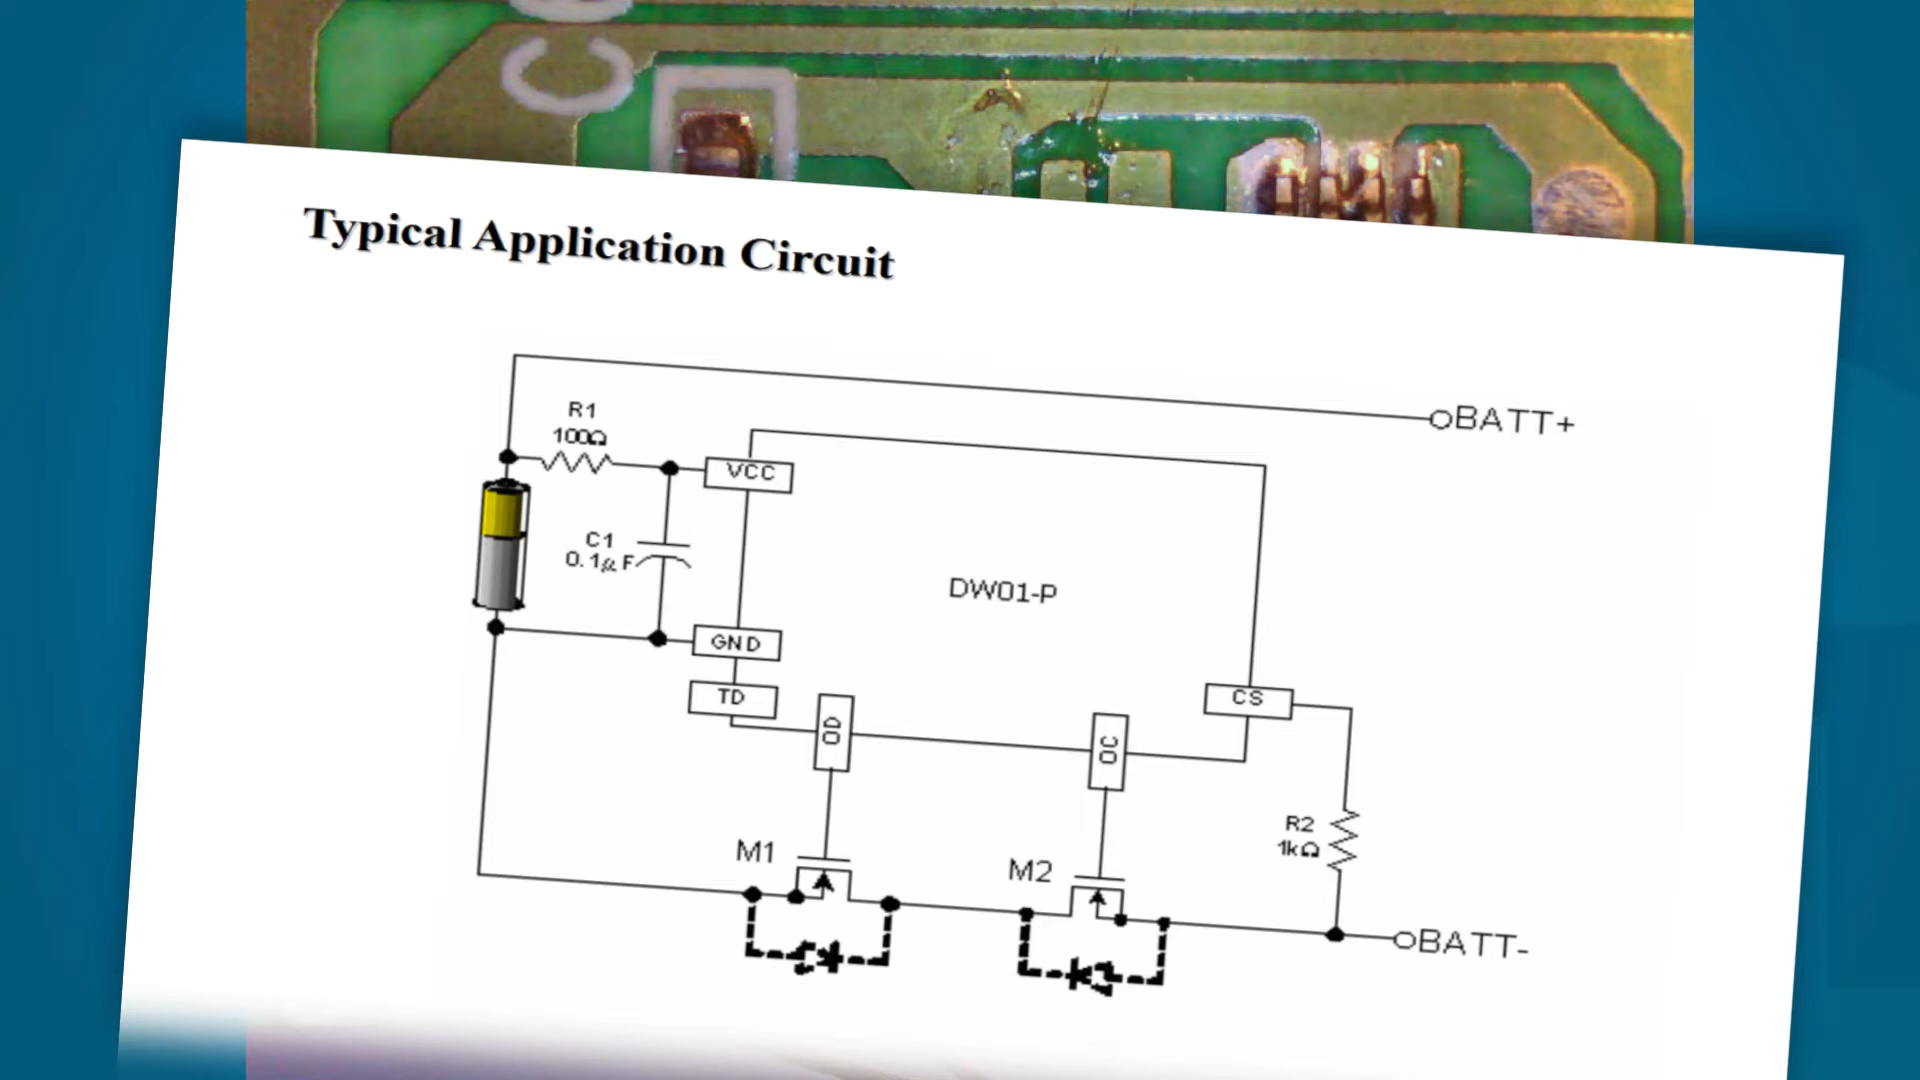 Typical Application Circuit
BATT+
R1
100Ω
VCC
C1
0.1μF
DW01-P
GND
TD
OD
OC
CS
R2
1kΩ
M1
M2
BATT-